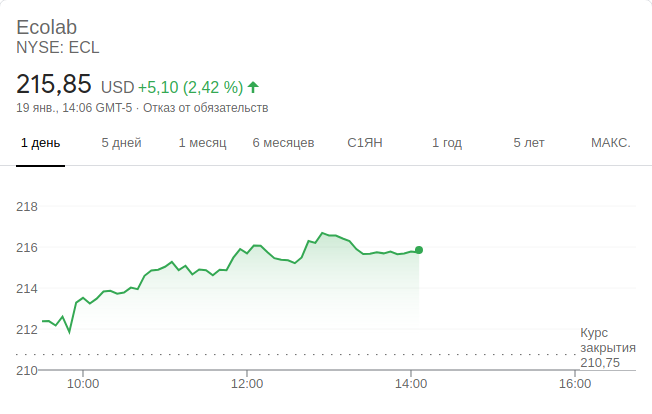 Ecolab
NYSE: ECL
215,85 USD +5,10 (2,42 %)
19 янв., 14:06 GMT-5 · Отказ от обязательств
1 день 5 дней 1 месяц 6 месяцев С1ЯН 1 год 5 лет МАКС.
218
216
214
212
210
Курс
закрытия
210,75
10:00 12:00 14:00 16:00